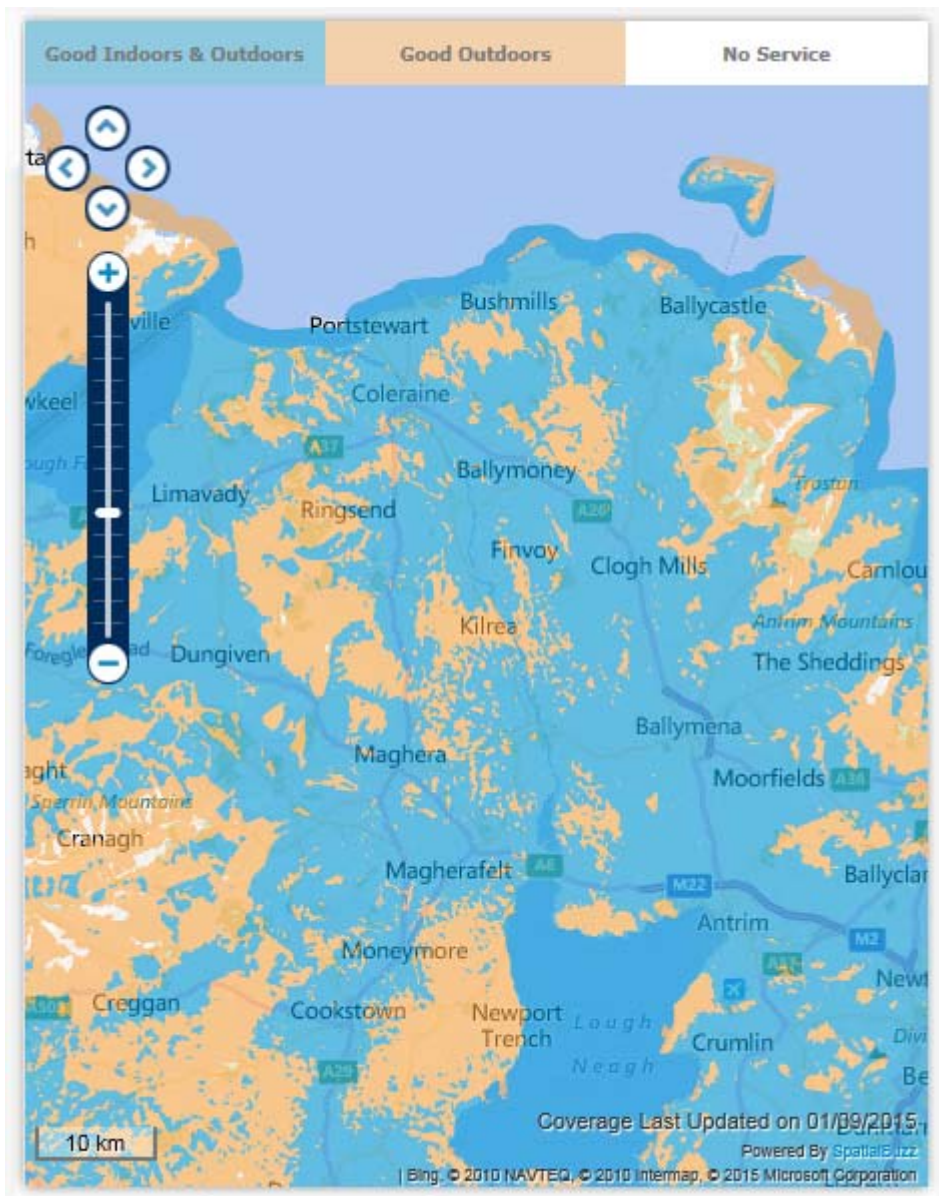 Good Indoors & Outdoors
Good Outdoors
No Service
Bushmills
Ballycastle
ville
Portstewart
Coleraine
A37
Ballymoney
Limavady
Trostan
Ringsend
A26
Finvoy
Clogh Mills
Carnlou
Kilrea
Antrim Mountains
Dungiven
The Sheddings
Ballymena
Maghera
aght
Moorfields
A36
Sperrin Mountains
Cranagh
Magherafelt
A6
Ballyclar
M22
Antrim
Moneymore
M2
Creggan
Cookstown
Newport
Trench
Lough
Neagh
Crumlin
A29
10 km
Coverage Last Updated on 01/09/2015
Powered By SpatialBuzz
| Bing, © 2010 NAVTEQ, © 2010 Intermap, © 2015 Microsoft Corporation